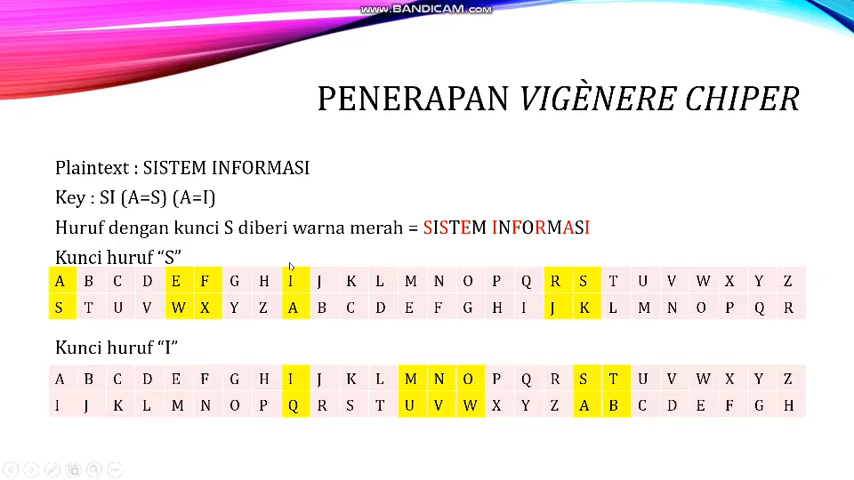 www.BANDICAM.com
PENERAPAN VIGÈNERE CHIPER
Plaintext : SISTEM INFORMASI
Key : SI (A=S) (A=I)
Huruf dengan kunci S diberi warna merah = SISTEM INFORMASI
Kunci huruf “S”
A B C D E F G H I J K L M N O P Q R S T U V W X Y Z
S T U V W X Y Z A B C D E F G H I J K L M N O P Q R
Kunci huruf “I”
A B C D E F G H I J K L M N O P Q R S T U V W X Y Z
I J K L M N O P Q R S T U V W X Y Z A B C D E F G H